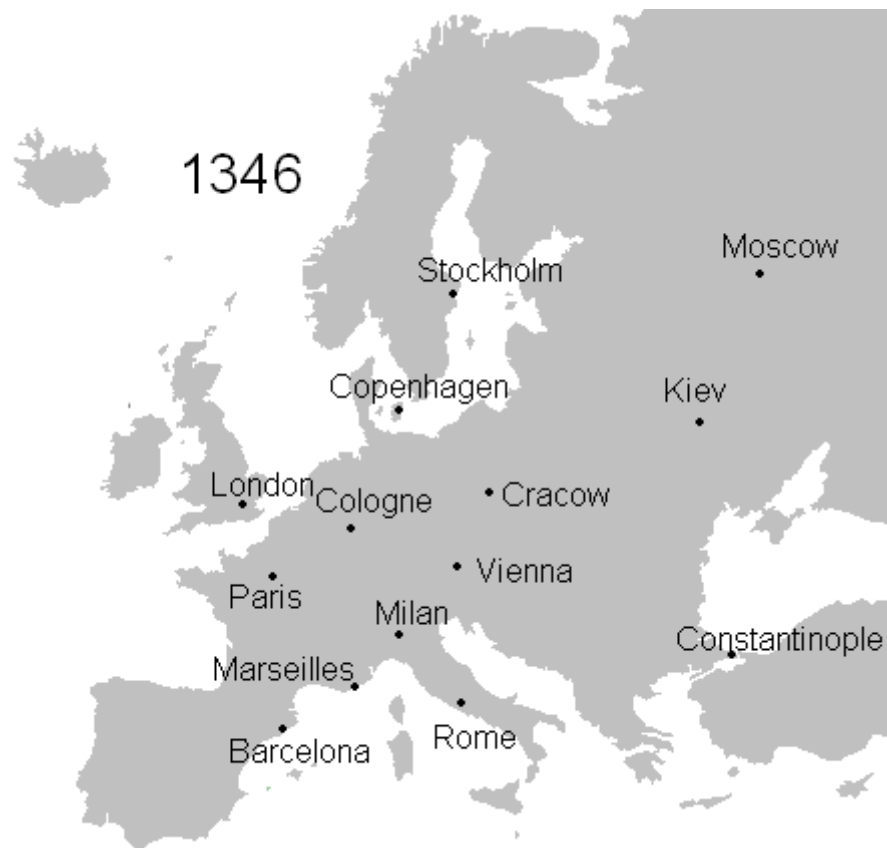 1346
Moscow
Stockholm
Copenhagen
Kiev
London
Cologne
Cracow
Vienna
Paris
Milan
Constantinople
Marseilles
Rome
Barcelona